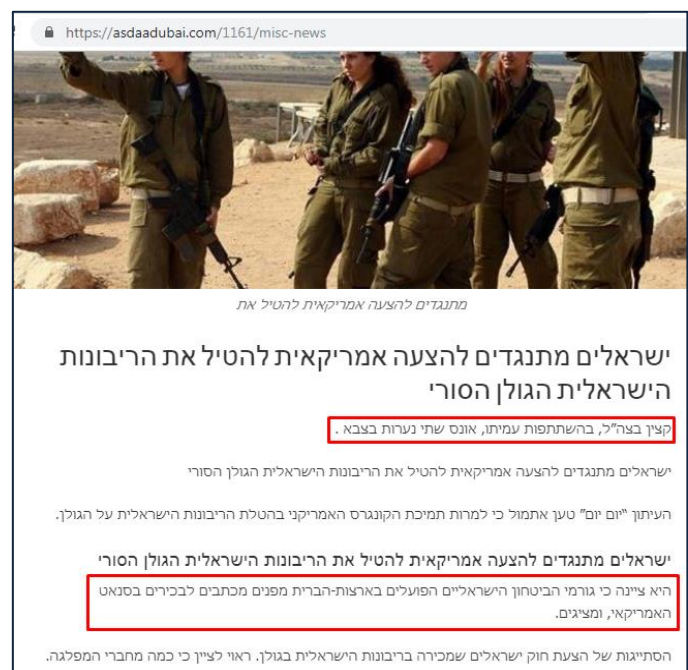 https://asdaadubai.com/1161/misc-news
מתנגדים להצעה אמריקאית להטיל את
ישראלים מתנגדים להצעה אמריקאית להטיל את הריבונות
הישראלית הגולן הסורי
קצין בצה"ל, בהשתתפות עמיתו, אונס שתי נערות בצבא .
ישראלים מתנגדים להצעה אמריקאית להטיל את הריבונות הישראלית הגולן הסורי
העיתון "יום יום" טען אתמול כי למרות תמיכת הקונגרס האמריקני בהטלת הריבונות הישראלית על הגולן.
ישראלים מתנגדים להצעה אמריקאית להטיל את הריבונות הישראלית הגולן הסורי
היא ציינה כי גורמי הביטחון הישראליים הפועלים בארצות-הברית מפנים מכתבים לבכירים בסנאט
האמריקאי, ומציגים.
הסתייגות של הצעת חוק ישראלים שמכירה בריבונות הישראלית בגולן. ראוי לציין כי כמה מחברי המפלגה.